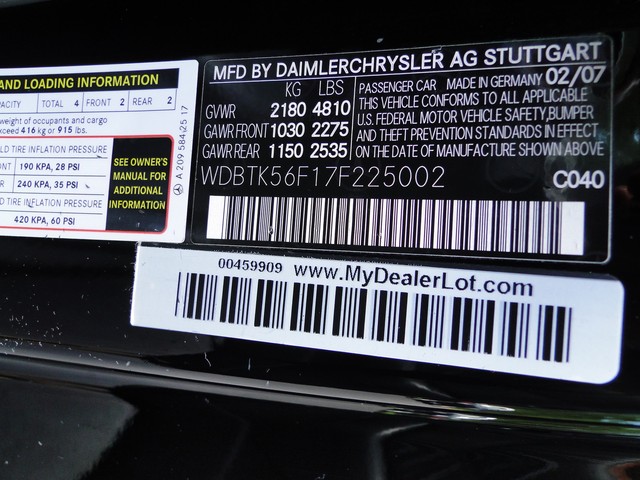 AND LOADING INFORMATION
PACITY TOTAL 4 FRONT 2 REAR 2
weight of occupants and cargo
exceed 416 kg or 915 lbs.
LD TIRE INFLATION PRESSURE
ONT 190 KPA, 28 PSI
AR 240 KPA, 35 PSI
D TIRE INFLATION PRESSURE
420 KPA, 60 PSI
SEE OWNER'S
MANUAL FOR
ADDITIONAL
INFORMATION
A 209 584 25 17
MFD BY DAIMLERCHRYSLER AG STUTTGART
KG LBS
GVWR 2180 4810
GAWR FRONT 1030 2275
GAWR REAR 1150 2535
PASSENGER CAR MADE IN GERMANY 02/07
THIS VEHICLE CONFORMS TO ALL APPLICABLE
U.S. FEDERAL MOTOR VEHICLE SAFETY, BUMPER
AND THEFT PREVENTION STANDARDS IN EFFECT
ON THE DATE OF MANUFACTURE SHOWN ABOVE
WDBTK56F17F225002 C040
00459909 www.MyDealerLot.com